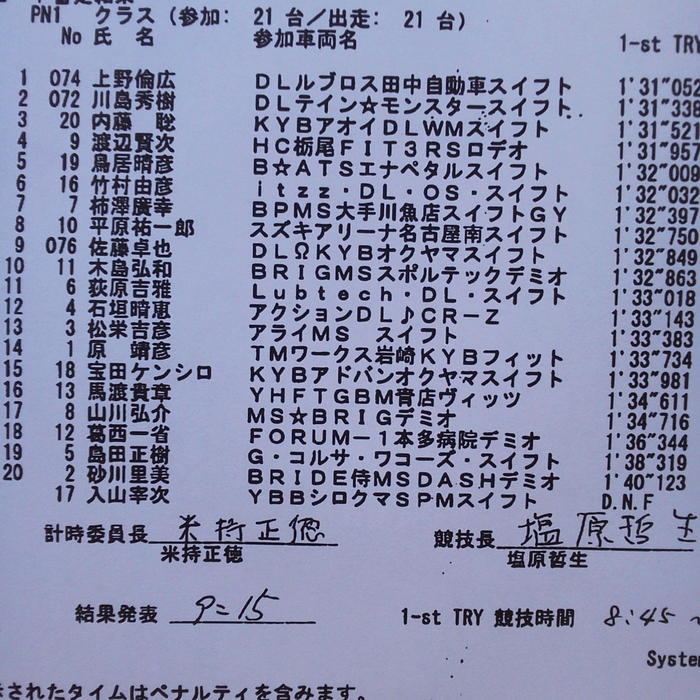 PN1 クラス (参加: 21 台/出走: 21 台)
No 氏 名 参加車両名 1-st TRY
1 074 上野倫広 DLルブロス田中自動車スイフト 1'31"052
2 072 川島秀樹 DLテイン☆モンスタースイフト 1'31"338
3 20 内藤 聡 KYBアオイDLWMスイフト 1'31"523
4 9 渡辺賢次 HC栃尾FIT3RSロデオ 1'31"957
5 19 鳥居晴彦 B☆ATSエナペタルスイフト 1'32"009
6 16 竹村由彦 itzz・DL・OS・スイフト 1'32"032
7 7 柿澤廣幸 BPMS大手川魚店スイフトGY 1'32"397
8 10 平原祐一郎 スズキアリーナ名古屋南スイフト 1'32"750
9 076 佐藤卓也 DLΩKYBオクヤマスイフト 1'32"849
10 11 木島弘和 BRIGMSスポルテックデミオ 1'32"863
11 6 荻原吉雅 Lubtech・DL・スイフト 1'33"018
12 4 石垣晴恵 アクションDL♪CR-Z 1'33"143
13 3 松栄吉彦 アライMS スイフト 1'33"383
14 1 原 靖彦 TMワークス岩崎KYBフィット 1'33"734
15 18 宝田ケンシロ KYBアドバンオクヤマスイフト 1'33"981
16 13 馬渡貴章 YHFTGBM青店ヴィッツ 1'34"611
17 8 山川弘介 MS☆BRIGデミオ 1'34"716
18 12 葛西一省 FORUM-1本多病院デミオ 1'36"344
19 5 島田正樹 G・コルサ・ワコーズ・スイフト 1'38"319
20 2 砂川里美 BRIDE侍MSDASHデミオ 1'40"123
17 入山宰次 YBBシロクマSPMスイフト D.N.F
計時委員長 米持正徳 競技長 塩原哲生
米持正徳 塩原哲生
結果発表 9=15 1-st TRY 競技時間 8:45 ~
System
されたタイムはペナルティを含みます。